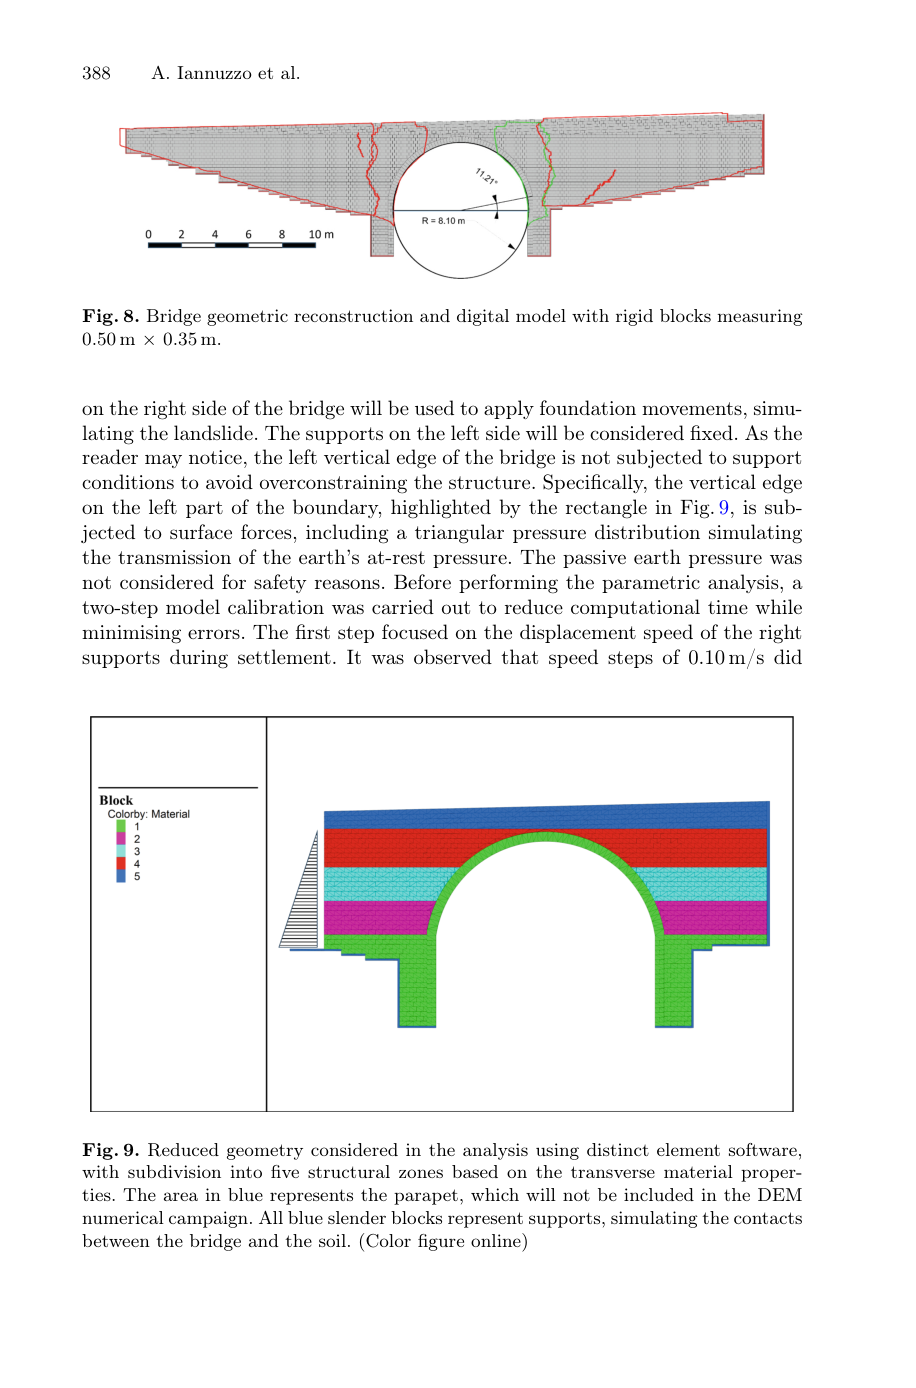 388 A. Iannuzzo et al.
11.21°
R = 8.10 m
0 2 4 6 8 10 m
Fig. 8. Bridge geometric reconstruction and digital model with rigid blocks measuring
0.50 m × 0.35 m.
on the right side of the bridge will be used to apply foundation movements, simu-
lating the landslide. The supports on the left side will be considered fixed. As the
reader may notice, the left vertical edge of the bridge is not subjected to support
conditions to avoid overconstraining the structure. Specifically, the vertical edge
on the left part of the boundary, highlighted by the rectangle in Fig. 9, is sub-
jected to surface forces, including a triangular pressure distribution simulating
the transmission of the earth's at-rest pressure. The passive earth pressure was
not considered for safety reasons. Before performing the parametric analysis, a
two-step model calibration was carried out to reduce computational time while
minimising errors. The first step focused on the displacement speed of the right
supports during settlement. It was observed that speed steps of 0.10 m/s did
Block
Colorby: Material
1
2
3
4
5
Fig. 9. Reduced geometry considered in the analysis using distinct element software,
with subdivision into five structural zones based on the transverse material proper-
ties. The area in blue represents the parapet, which will not be included in the DEM
numerical campaign. All blue slender blocks represent supports, simulating the contacts
between the bridge and the soil. (Color figure online)